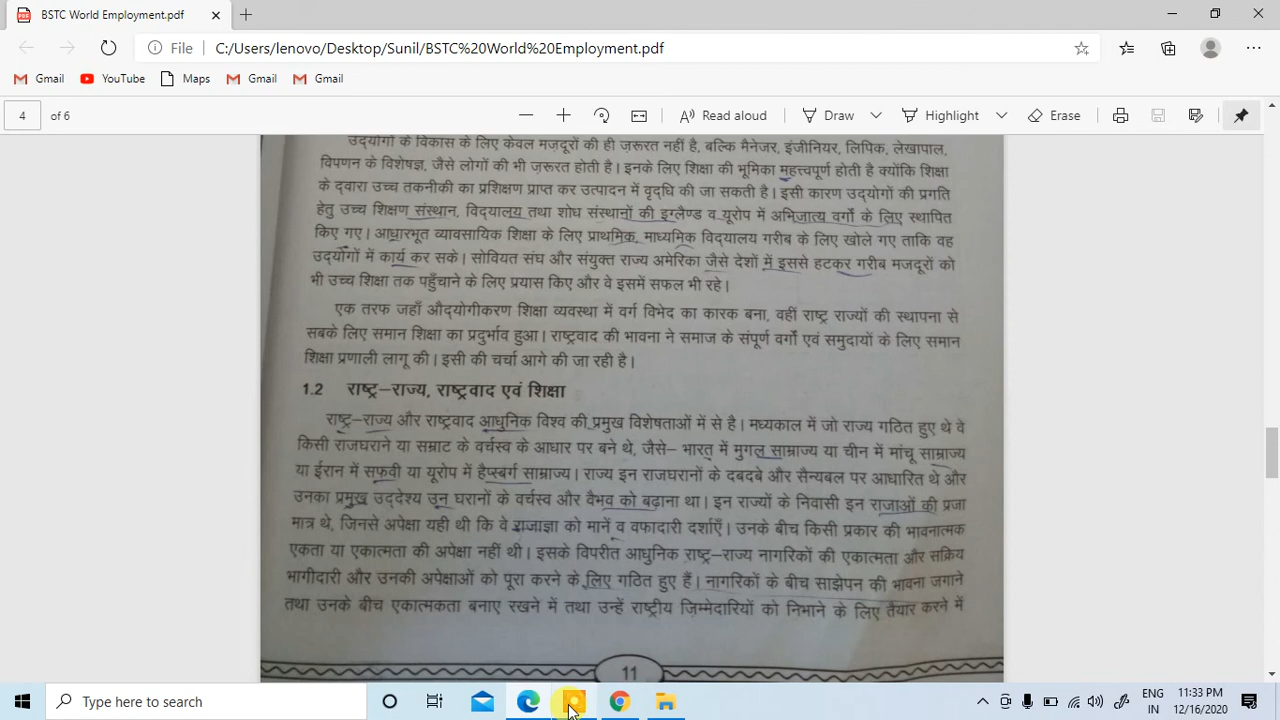 BSTC World Employment.pdf
File C:/Users/lenovo/Desktop/Sunil/BSTC%20World%20Employment.pdf
Gmail YouTube Maps Gmail Gmail
4 of 6 Read aloud Draw Highlight Erase
उद्योगों के विकास के लिए केवल मज़दूरों की ही ज़रूरत नहीं है, बल्कि मैनेजर, इंजीनियर, लिपिक, लेखापाल,
विपणन के विशेषज्ञ, जैसे लोगों की भी ज़रूरत होती है। इनके लिए शिक्षा की भूमिका महत्त्वपूर्ण होती है क्योंकि शिक्षा
के द्वारा उच्च तकनीकी का प्रशिक्षण प्राप्त कर उत्पादन में वृद्धि की जा सकती है। इसी कारण उद्योगों की प्रगति
हेतु उच्च शिक्षण संस्थान, विद्यालय तथा शोध संस्थानों की इग्लैण्ड व यूरोप में अभिजात्य वर्गो के लिए स्थापित
किए गए। आधारभूत व्यावसायिक शिक्षा के लिए प्राथमिक, माध्यमिक विद्यालय गरीब के लिए खोले गए ताकि वह
उद्योगों में कार्य कर सके। सोवियत संघ और संयुक्त राज्य अमेरिका जैसे देशों में इससे हटकर गरीब मजदूरों को
भी उच्च शिक्षा तक पहुँचाने के लिए प्रयास किए और वे इसमें सफल भी रहे।
एक तरफ जहाँ औद्योगीकरण शिक्षा व्यवस्था में वर्ग विभेद का कारक बना, वहीं राष्ट्र राज्यों की स्थापना से
सबके लिए समान शिक्षा का प्रदुर्भाव हुआ। राष्ट्रवाद की भावना ने समाज के संपूर्ण वर्गों एवं समुदायों के लिए समान
शिक्षा प्रणाली लागू की। इसी की चर्चा आगे की जा रही है।
1.2 राष्ट्र–राज्य, राष्ट्रवाद एवं शिक्षा
राष्ट्र–राज्य और राष्ट्रवाद आधुनिक विश्व की प्रमुख विशेषताओं में से है। मध्यकाल में जो राज्य गठित हुए थे वे
किसी राजघराने या सम्राट के वर्चस्व के आधार पर बने थे, जैसे– भारत में मुगल साम्राज्य या चीन में मांचू साम्राज्य
या ईरान में सफवी या यूरोप में हैप्स्बर्ग साम्राज्य। राज्य इन राजघरानों के दबदबे और सैन्यबल पर आधारित थे और
उनका प्रमुख उद्देश्य उन घरानों के वर्चस्व और वैभव को बढ़ाना था। इन राज्यों के निवासी इन राजाओं की प्रजा
मात्र थे, जिनसे अपेक्षा यही थी कि वे राजाज्ञा को मानें व वफादारी दर्शाएँ। उनके बीच किसी प्रकार की भावनात्मक
एकता या एकात्मता की अपेक्षा नहीं थी। इसके विपरीत आधुनिक राष्ट्र–राज्य नागरिकों की एकात्मता और सक्रिय
भागीदारी और उनकी अपेक्षाओं को पूरा करने के लिए गठित हुए हैं। नागरिकों के बीच साझेपन की भावना जगाने
तथा उनके बीच एकात्मकता बनाए रखने में तथा उन्हें राष्ट्रीय ज़िम्मेदारियों को निभाने के लिए तैयार करने में
11
Type here to search
ENG 11:33 PM
IN 12/16/2020